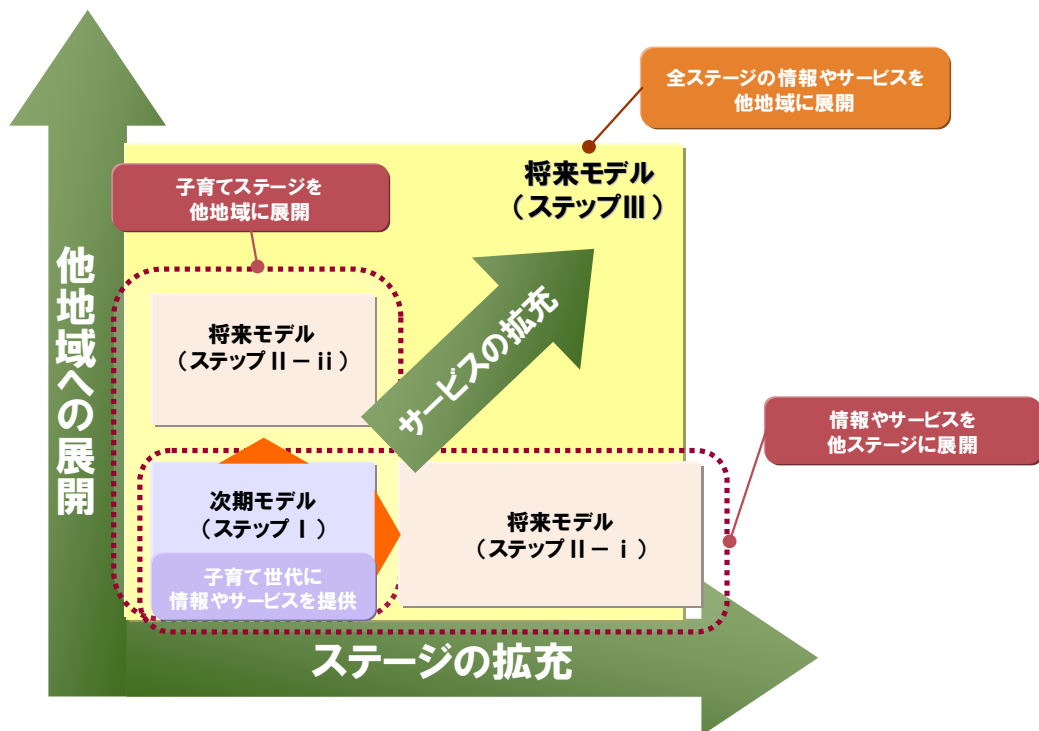 全ステージの情報やサービスを
他地域に展開
将来モデル
（ステップⅢ）
子育てステージを
他地域に展開
他地域への展開
サービスの拡充
将来モデル
（ステップⅡ－ⅱ）
情報やサービスを
他ステージに展開
次期モデル
（ステップⅠ）
子育て世代に
情報やサービスを提供
将来モデル
（ステップⅡ－ⅰ）
ステージの拡充